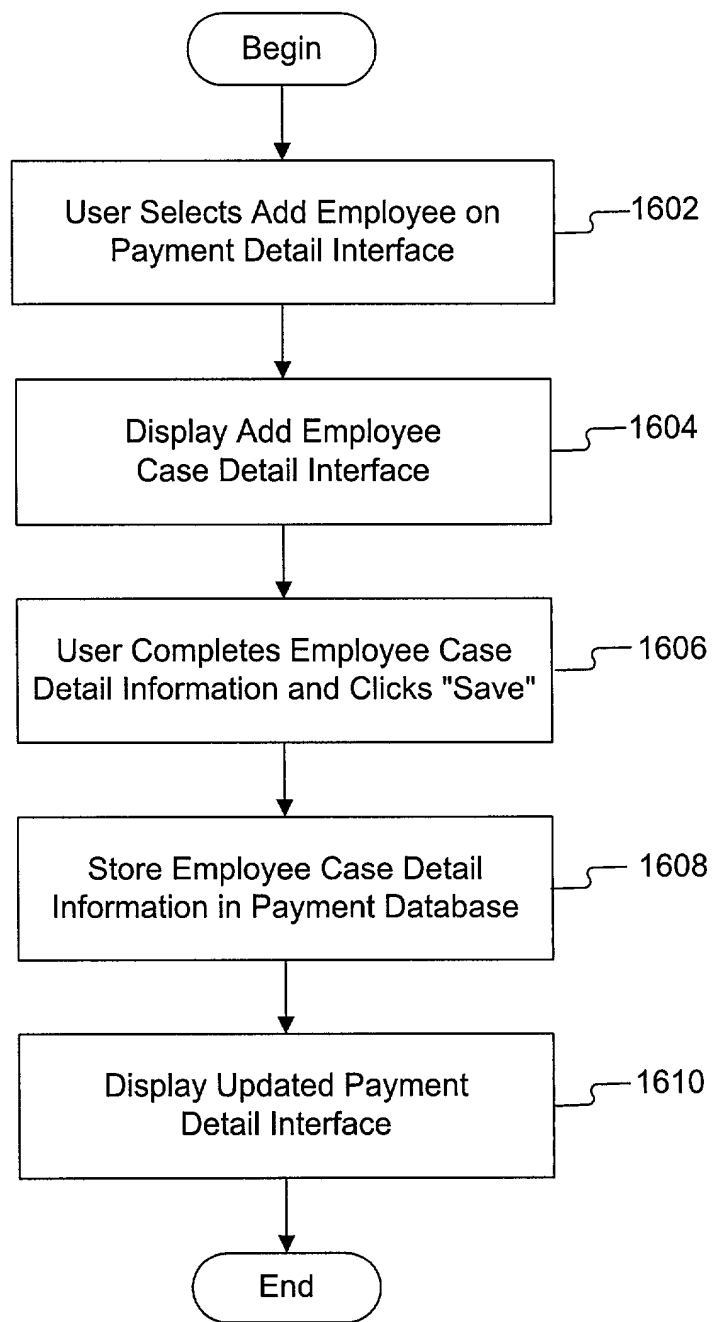 Begin
User Selects Add Employee on
Payment Detail Interface
1602
Display Add Employee
Case Detail Interface
1604
User Completes Employee Case
Detail Information and Clicks "Save"
1606
Store Employee Case Detail
Information in Payment Database
1608
Display Updated Payment
Detail Interface
1610
End